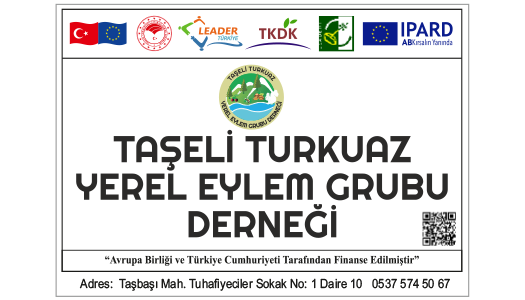 LEADER
TÜRKİYE
TKDK
IPARD
AB Kırsalın Yanında
TAŞELİ TURKUAZ
YEREL EYLEM GRUBU DERNEĞİ
TAŞELİ TURKUAZ
YEREL EYLEM GRUBU
DERNEĞİ
“Avrupa Birliği ve Türkiye Cumhuriyeti Tarafından Finanse Edilmiştir”
Adres: Taşbaşı Mah. Tuhafiyeciler Sokak No: 1 Daire 10 0537 574 50 67